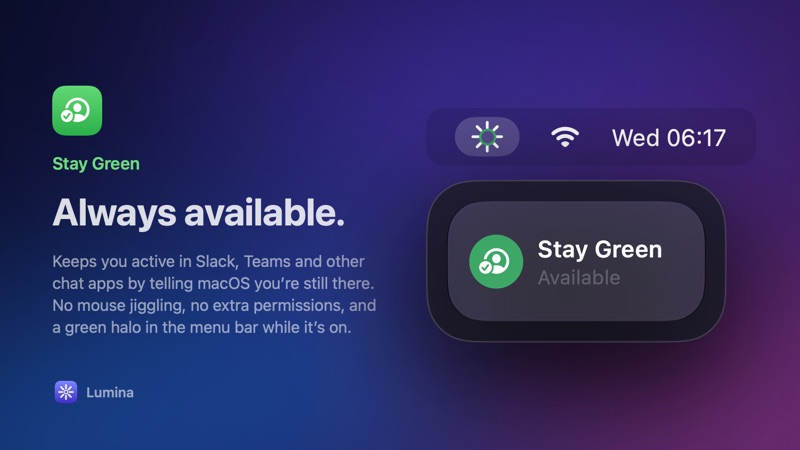 Stay Green
Always available.
Keeps you active in Slack, Teams and other
chat apps by telling macOS you’re still there.
No mouse jiggling, no extra permissions, and
a green halo in the menu bar while it’s on.
Lumina
Wed 06:17
Stay Green
Available